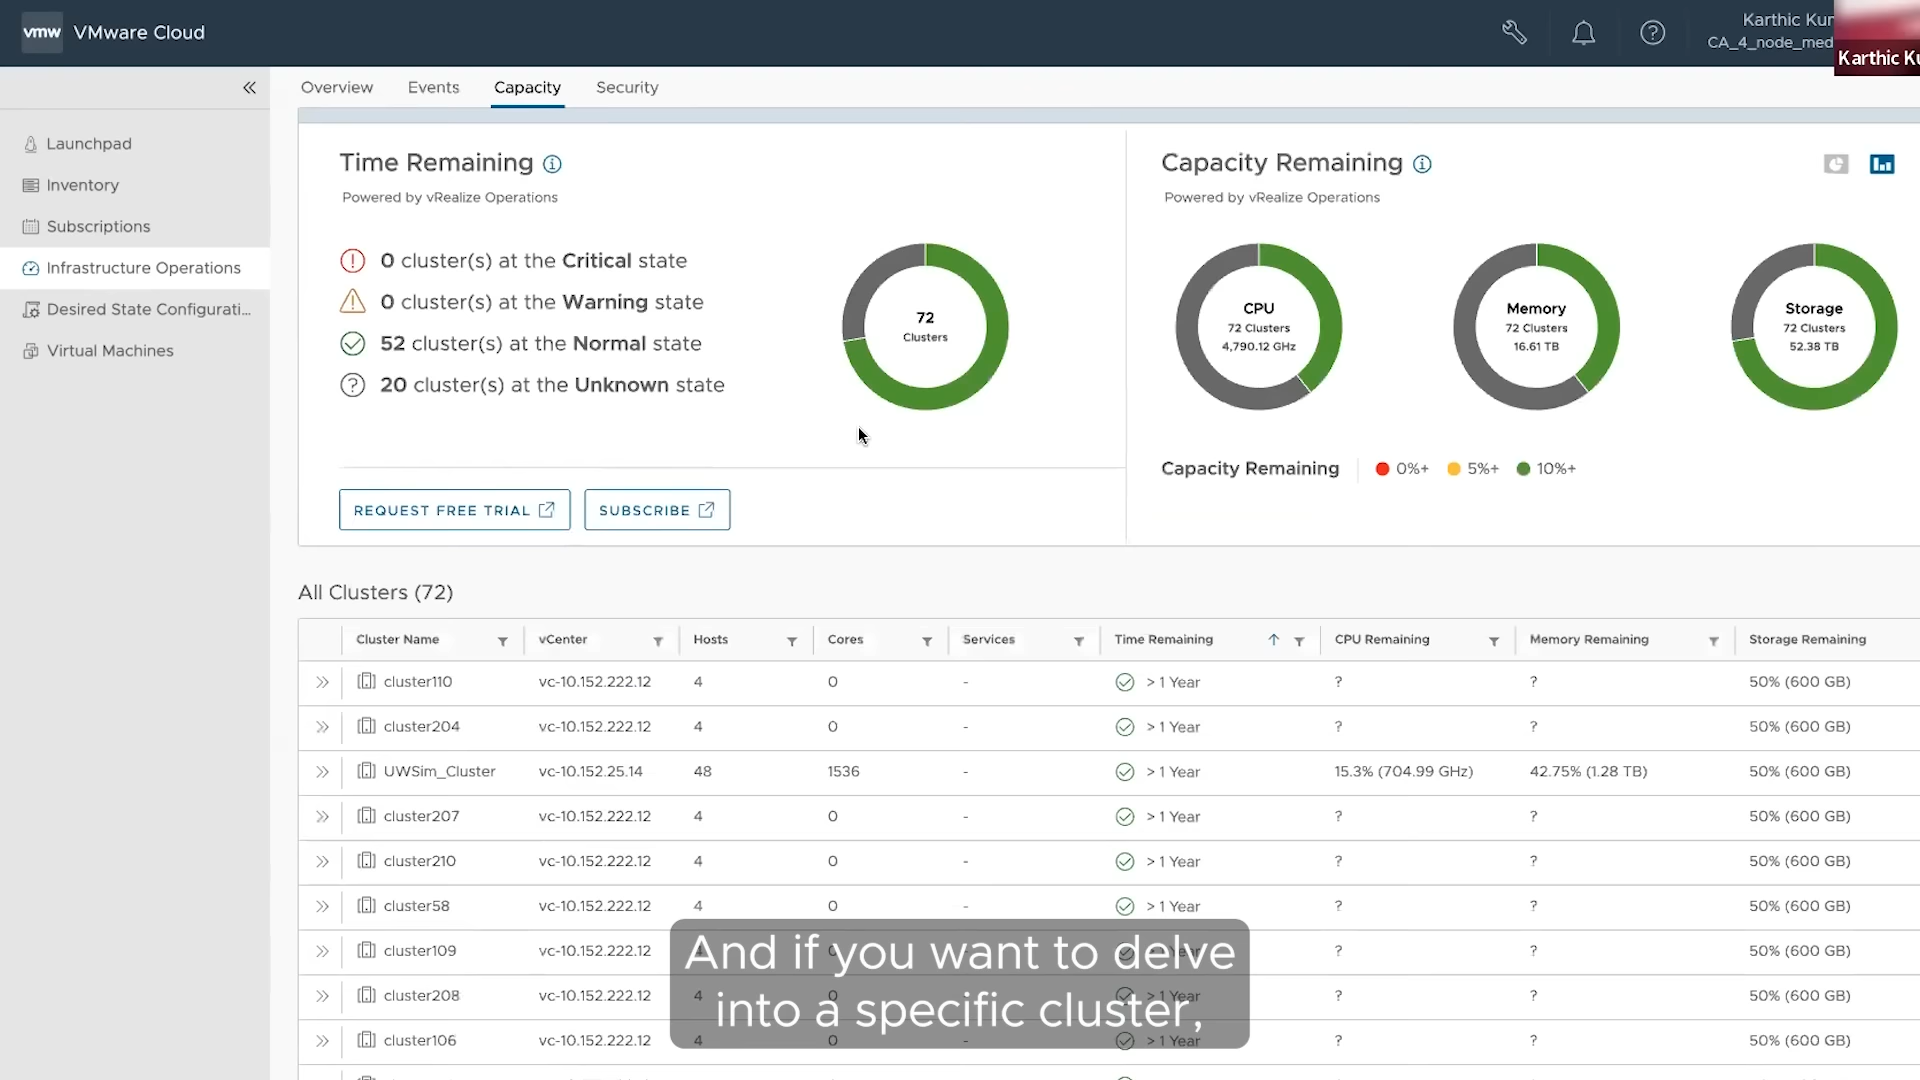 vmw VMware Cloud
Karthic Kur
CA_4_node_med
Karthic Ku
Overview Events Capacity Security
Launchpad
Inventory
Subscriptions
Infrastructure Operations
Desired State Configurati...
Virtual Machines
Time Remaining
Powered by vRealize Operations
0 cluster(s) at the Critical state
0 cluster(s) at the Warning state
52 cluster(s) at the Normal state
20 cluster(s) at the Unknown state
72
Clusters
REQUEST FREE TRIAL SUBSCRIBE
Capacity Remaining
Powered by vRealize Operations
CPU
72 Clusters
4,790.12 GHz
Memory
72 Clusters
16.61 TB
Storage
72 Clusters
52.38 TB
Capacity Remaining 0%+ 5%+ 10%+
All Clusters (72)
Cluster Name vCenter Hosts Cores Services Time Remaining CPU Remaining Memory Remaining Storage Remaining
cluster110 vc-10.152.222.12 4 0 - > 1 Year ? ? 50% (600 GB)
cluster204 vc-10.152.222.12 4 0 - > 1 Year ? ? 50% (600 GB)
UWSim_Cluster vc-10.152.25.14 48 1536 - > 1 Year 15.3% (704.99 GHz) 42.75% (1.28 TB) 50% (600 GB)
cluster207 vc-10.152.222.12 4 0 - > 1 Year ? ? 50% (600 GB)
cluster210 vc-10.152.222.12 4 0 - > 1 Year ? ? 50% (600 GB)
cluster58 vc-10.152.222.12 4 0 - > 1 Year ? ? 50% (600 GB)
cluster109 vc-10.152.222.12 4 0 ? ? 50% (600 GB)
cluster208 vc-10.152.222.12 4 0 > 1 Year ? ? 50% (600 GB)
cluster106 vc-10.152.222.12 4 0 - > 1 Year ? ? 50% (600 GB)
And if you want to delve
into a specific cluster,